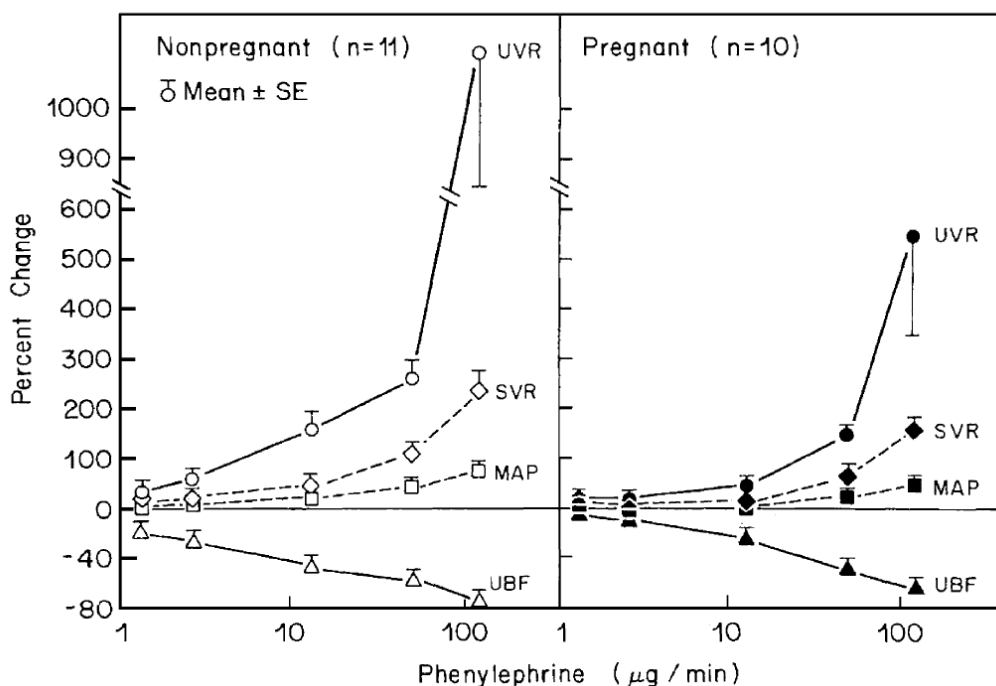 Nonpregnant (n=11)
Mean ± SE
UVR
SVR
MAP
UBF
Pregnant (n=10)
UVR
SVR
MAP
UBF
Percent Change
1000
900
600
500
400
300
200
100
0
-40
-80
1
10
100
1
10
100
Phenylephrine (μg/min)